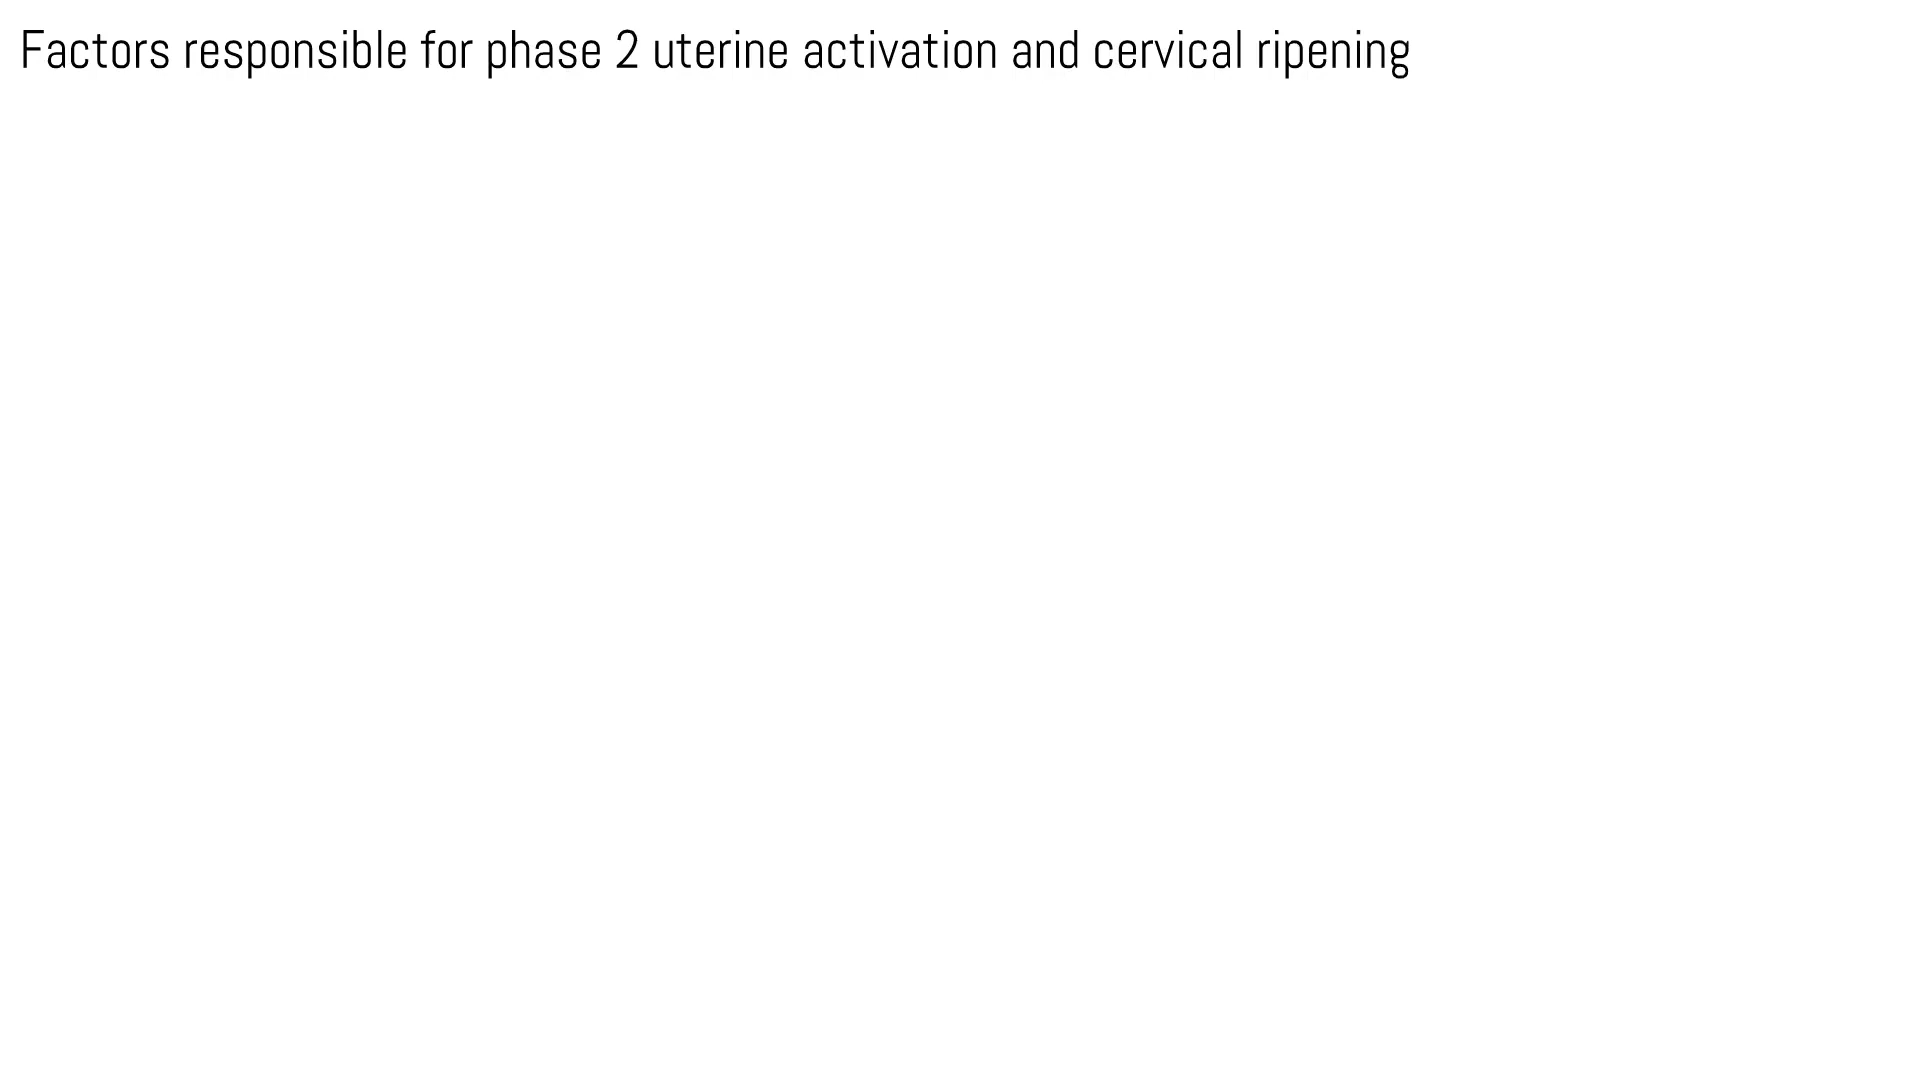 Factors responsible for phase 2 uterine activation and cervical ripening